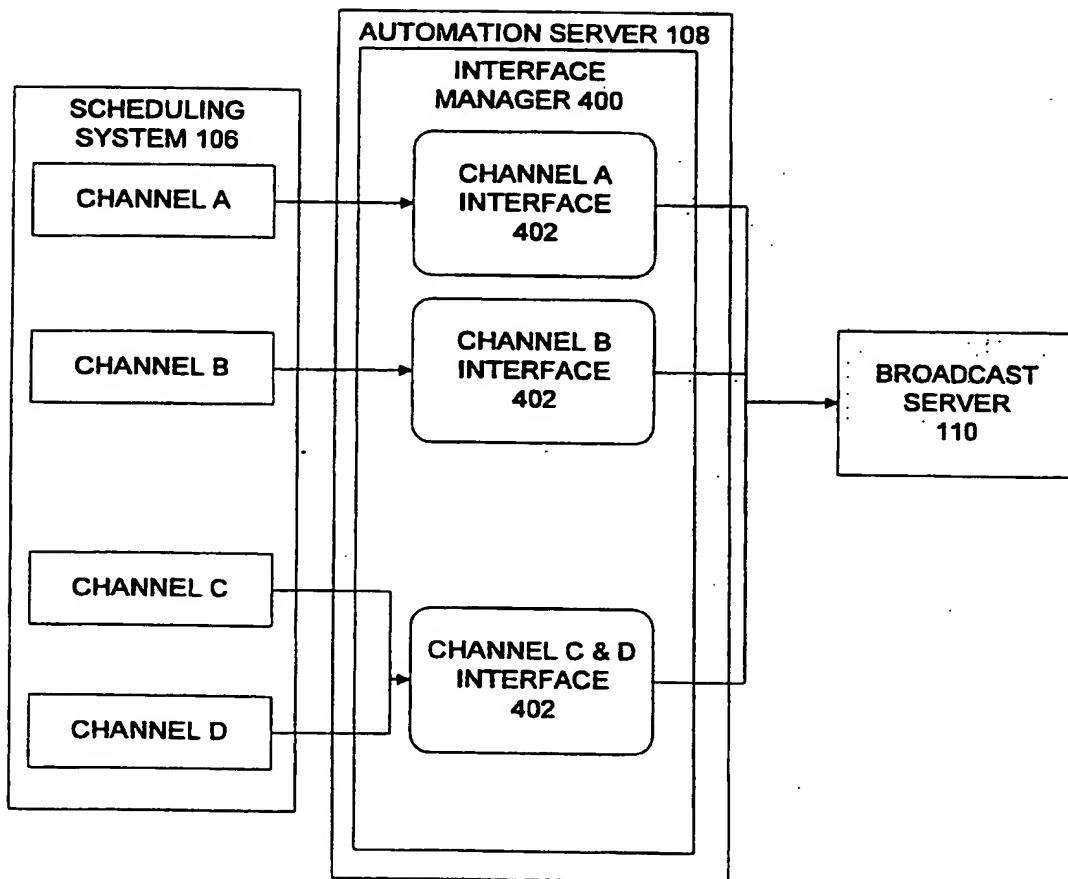 SCHEDULING
SYSTEM 106
CHANNEL A
CHANNEL B
CHANNEL C
CHANNEL D
AUTOMATION SERVER 108
INTERFACE
MANAGER 400
CHANNEL A
INTERFACE
402
CHANNEL B
INTERFACE
402
CHANNEL C & D
INTERFACE
402
BROADCAST
SERVER
110